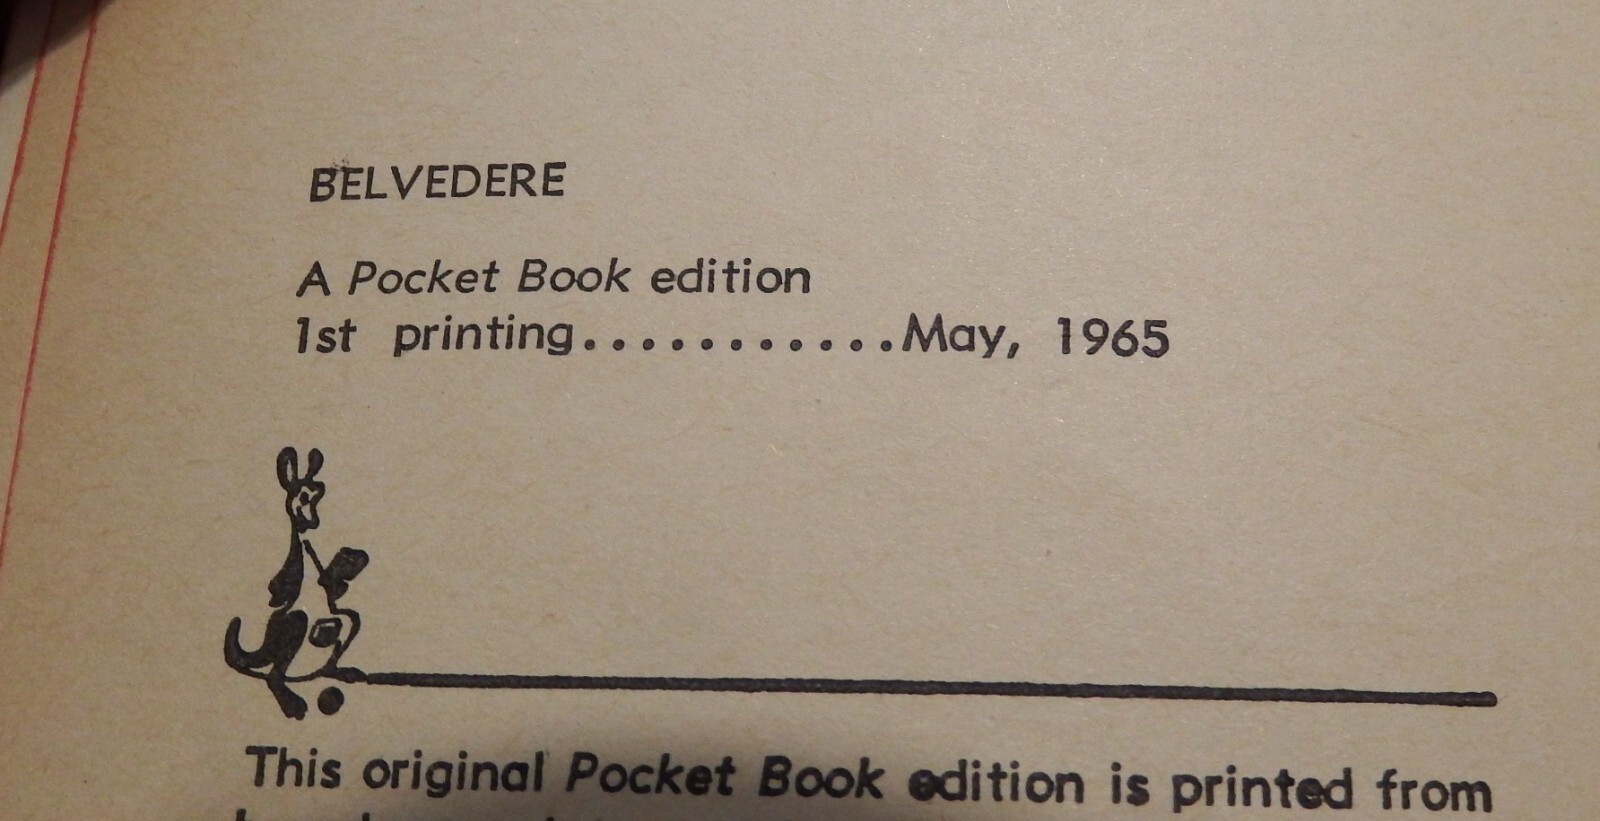 BELVEDERE
A Pocket Book edition
1st printing...........May, 1965
This original Pocket Book edition is printed from